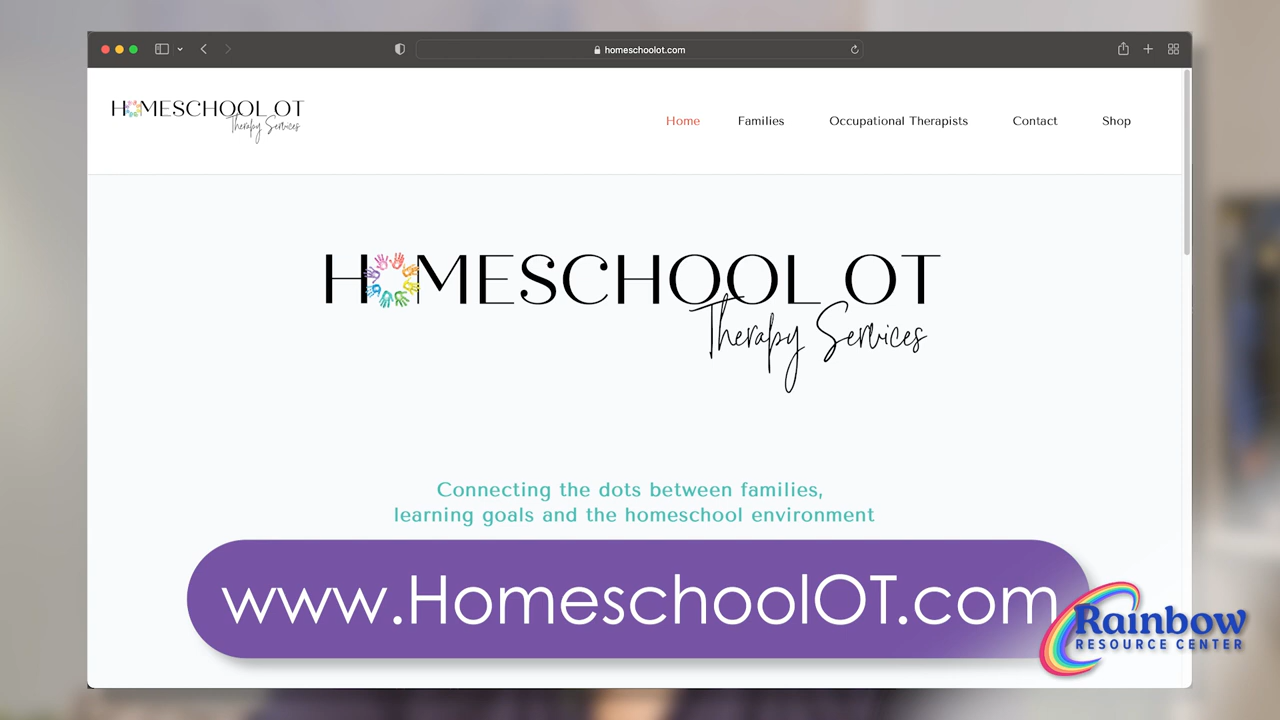 homeschoolot.com
HOMESCHOOL OT
Therapy Services
Home Families Occupational Therapists Contact Shop
HOMESCHOOL OT
Therapy Services
Connecting the dots between families,
learning goals and the homeschool environment
www.HomeschoolOT.com
Rainbow
RESOURCE CENTER